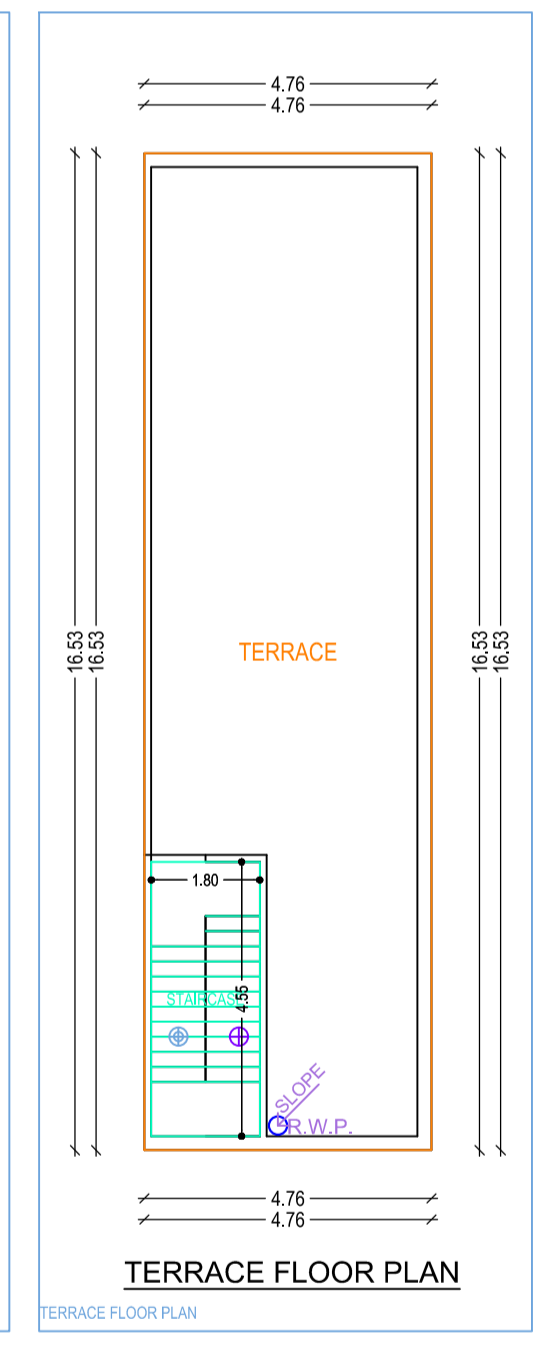 4.76
4.76
16.53
16.53
16.53
16.53
TERRACE
1.80
STAIRCASE
4.55
SLOPE
R.W.P.
4.76
4.76
TERRACE FLOOR PLAN
TERRACE FLOOR PLAN